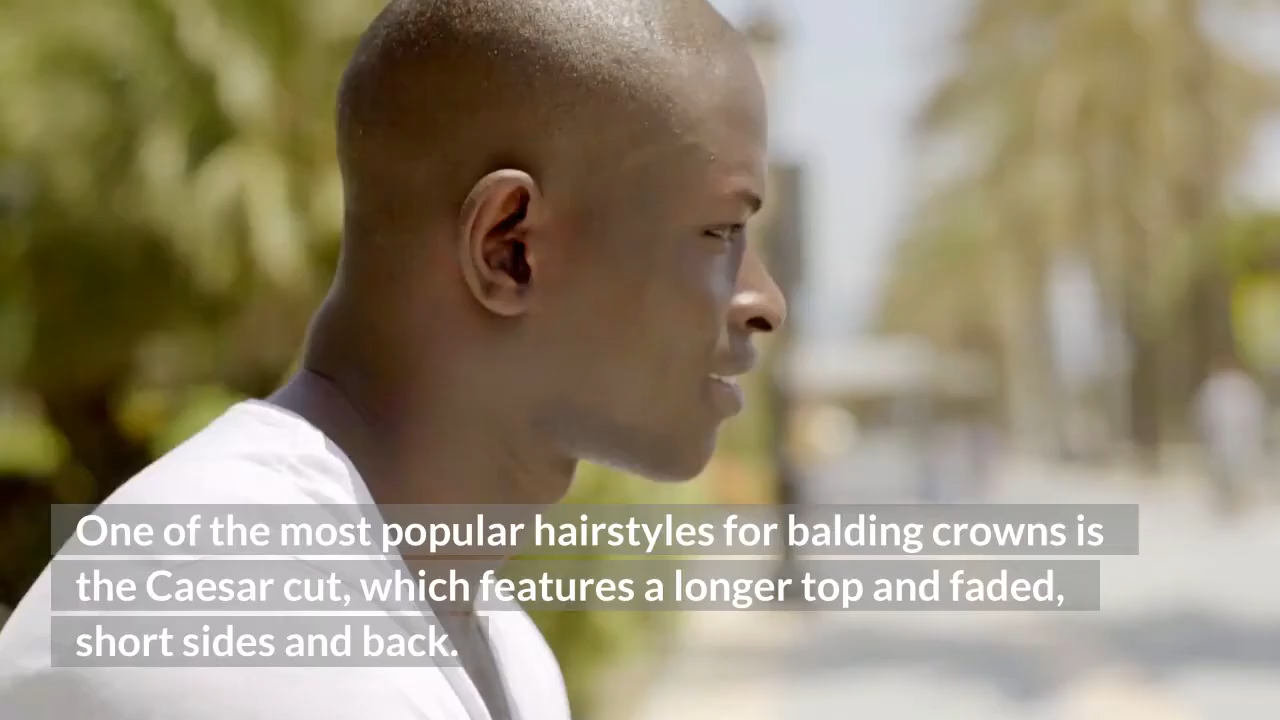 One of the most popular hairstyles for balding crowns is
the Caesar cut, which features a longer top and faded,
short sides and back.